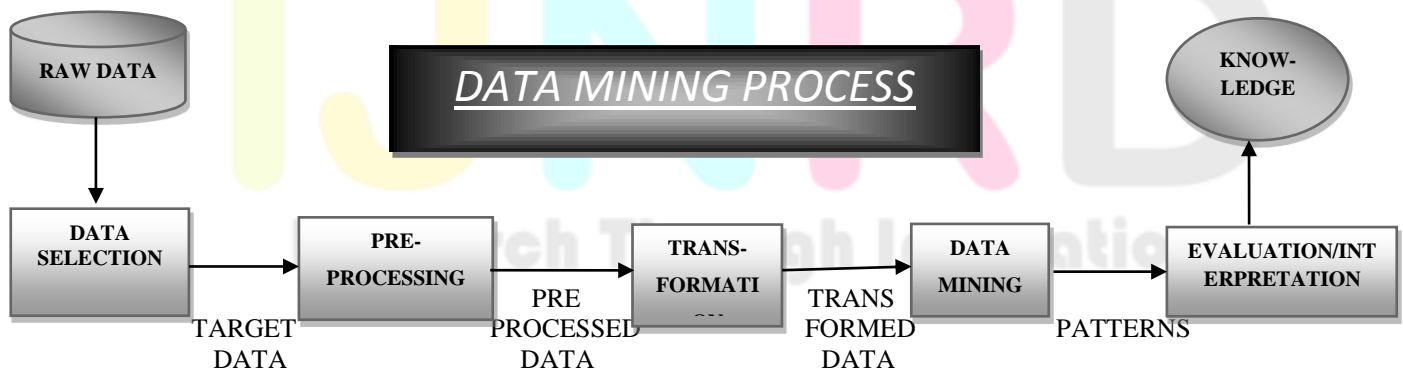 RAW DATA
DATA MINING PROCESS
KNOW-
LEDGE
DATA
SELECTION
PRE-
PROCESSING
TRANS-
FORMATI
DATA
MINING
EVALUATION/INT
ERPRETATION
TARGET
DATA
PRE
PROCESSED
DATA
TRANS
FORMED
DATA
PATTERNS
IJNRD